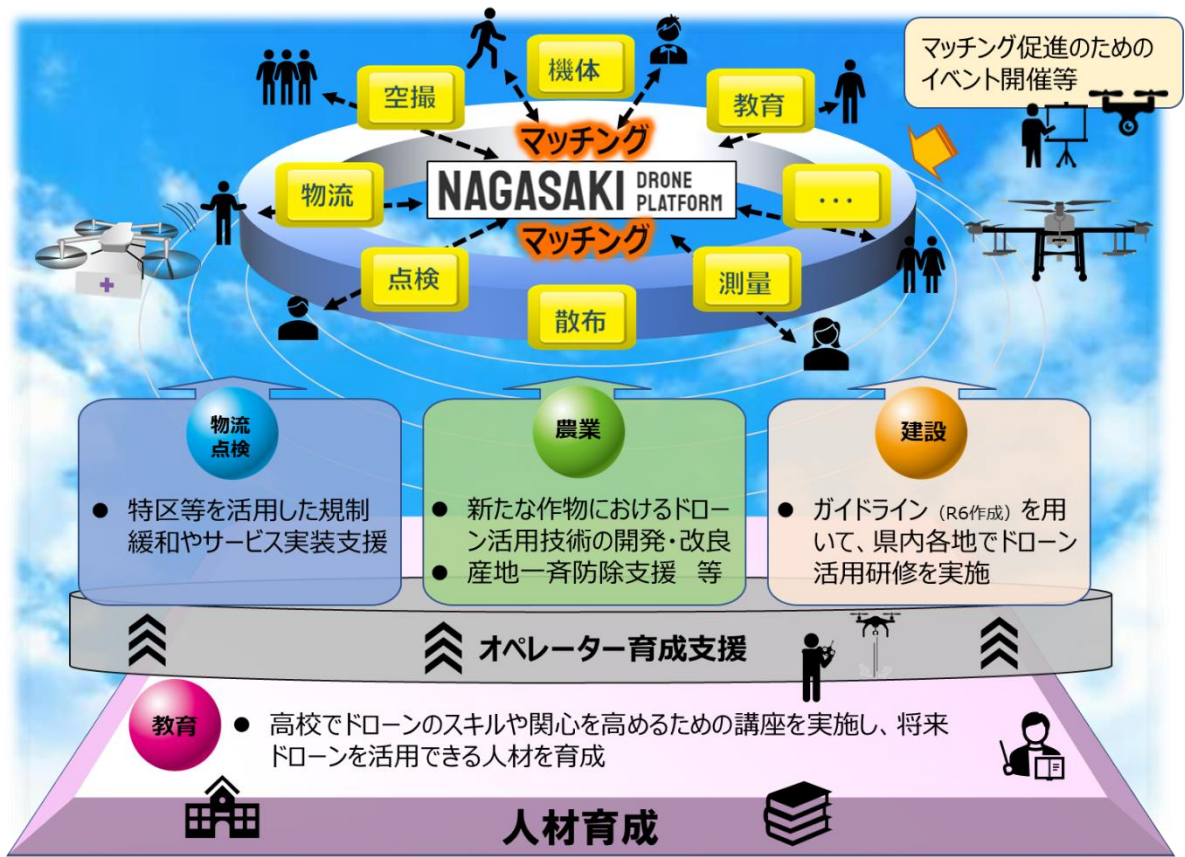 マッチング促進のための
イベント開催等
機体
空撮
教育
マッチング
物流
NAGASAKI DRONE PLATFORM
…
マッチング
点検
測量
散布
物流
点検
● 特区等を活用した規制
緩和やサービス実装支援
農業
● 新たな作物におけるドロー
ン活用技術の開発・改良
● 産地一斉防除支援 等
建設
● ガイドライン（R6作成）を用
いて、県内各地でドローン
活用研修を実施
オペレーター育成支援
教育
● 高校でドローンのスキルや関心を高めるための講座を実施し、将来
ドローンを活用できる人材を育成
人材育成